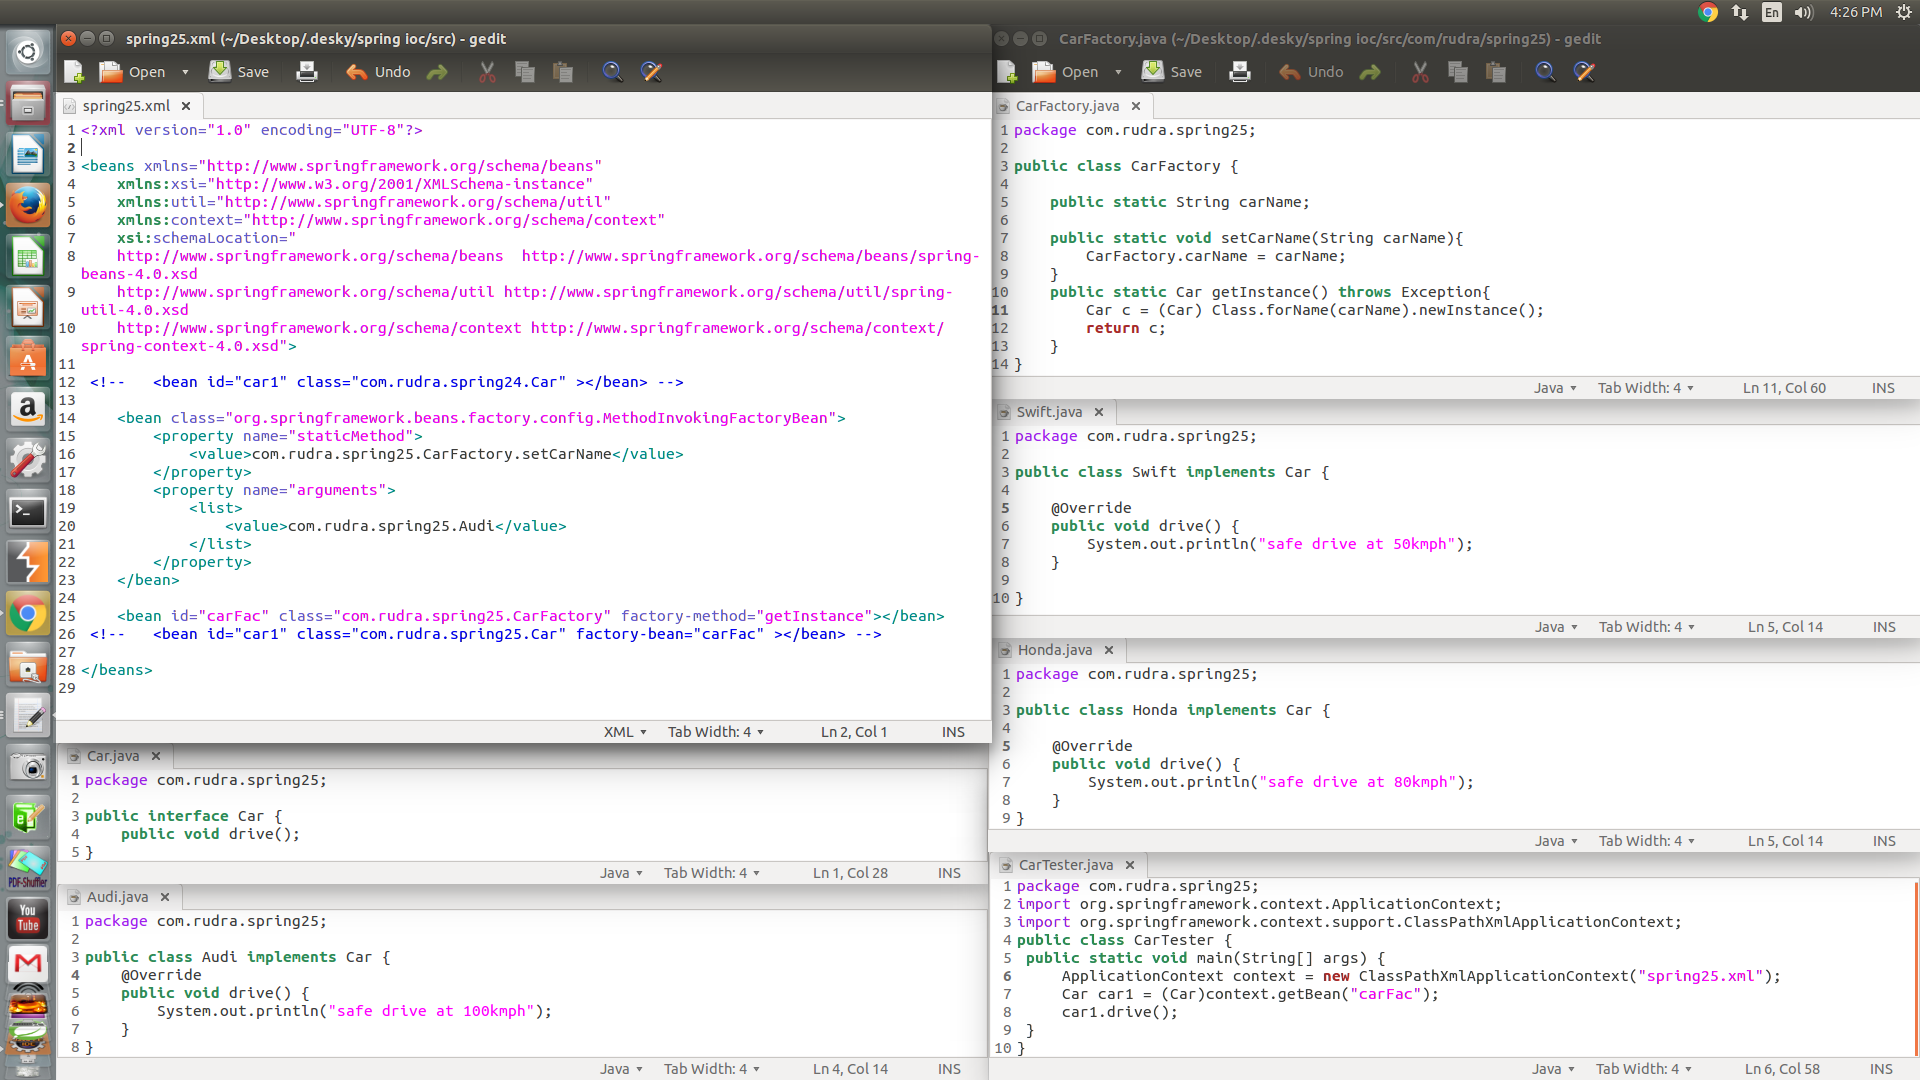 En
4:26 PM
spring25.xml (~/Desktop/.desky/spring ioc/src) - gedit
Open Save Undo
spring25.xml
1 <?xml version="1.0" encoding="UTF-8"?>
2
3 <beans xmlns="http://www.springframework.org/schema/beans"
4     xmlns:xsi="http://www.w3.org/2001/XMLSchema-instance"
5     xmlns:util="http://www.springframework.org/schema/util"
6     xmlns:context="http://www.springframework.org/schema/context"
7     xsi:schemaLocation="
8     http://www.springframework.org/schema/beans  http://www.springframework.org/schema/beans/spring-
beans-4.0.xsd
9     http://www.springframework.org/schema/util http://www.springframework.org/schema/util/spring-
util-4.0.xsd
10     http://www.springframework.org/schema/context http://www.springframework.org/schema/context/
spring-context-4.0.xsd">
11
12  <!--   <bean id="car1" class="com.rudra.spring24.Car" ></bean> -->
13
14     <bean class="org.springframework.beans.factory.config.MethodInvokingFactoryBean">
15         <property name="staticMethod">
16             <value>com.rudra.spring25.CarFactory.setCarName</value>
17         </property>
18         <property name="arguments">
19             <list>
20                 <value>com.rudra.spring25.Audi</value>
21             </list>
22         </property>
23     </bean>
24
25     <bean id="carFac" class="com.rudra.spring25.CarFactory" factory-method="getInstance"></bean>
26  <!--   <bean id="car1" class="com.rudra.spring25.Car" factory-bean="carFac" ></bean> -->
27
28 </beans>
29
XML Tab Width: 4 Ln 2, Col 1 INS
Car.java
1 package com.rudra.spring25;
2
3 public interface Car {
4     public void drive();
5 }
Java Tab Width: 4 Ln 1, Col 28 INS
Audi.java
1 package com.rudra.spring25;
2
3 public class Audi implements Car {
4     @Override
5     public void drive() {
6         System.out.println("safe drive at 100kmph");
7     }
8 }
Java Tab Width: 4 Ln 4, Col 14 INS
CarFactory.java (~/Desktop/.desky/spring ioc/src/com/rudra/spring25) - gedit
Open Save Undo
CarFactory.java
1 package com.rudra.spring25;
2
3 public class CarFactory {
4
5     public static String carName;
6
7     public static void setCarName(String carName){
8         CarFactory.carName = carName;
9     }
10     public static Car getInstance() throws Exception{
11         Car c = (Car) Class.forName(carName).newInstance();
12         return c;
13     }
14 }
Java Tab Width: 4 Ln 11, Col 60 INS
Swift.java
1 package com.rudra.spring25;
2
3 public class Swift implements Car {
4
5     @Override
6     public void drive() {
7         System.out.println("safe drive at 50kmph");
8     }
9
10 }
Java Tab Width: 4 Ln 5, Col 14 INS
Honda.java
1 package com.rudra.spring25;
2
3 public class Honda implements Car {
4
5     @Override
6     public void drive() {
7         System.out.println("safe drive at 80kmph");
8     }
9 }
Java Tab Width: 4 Ln 5, Col 14 INS
CarTester.java
1 package com.rudra.spring25;
2 import org.springframework.context.ApplicationContext;
3 import org.springframework.context.support.ClassPathXmlApplicationContext;
4 public class CarTester {
5  public static void main(String[] args) {
6      ApplicationContext context = new ClassPathXmlApplicationContext("spring25.xml");
7      Car car1 = (Car)context.getBean("carFac");
8      car1.drive();
9  }
10 }
Java Tab Width: 4 Ln 6, Col 58 INS
PDF-Shuffler
You
Tube